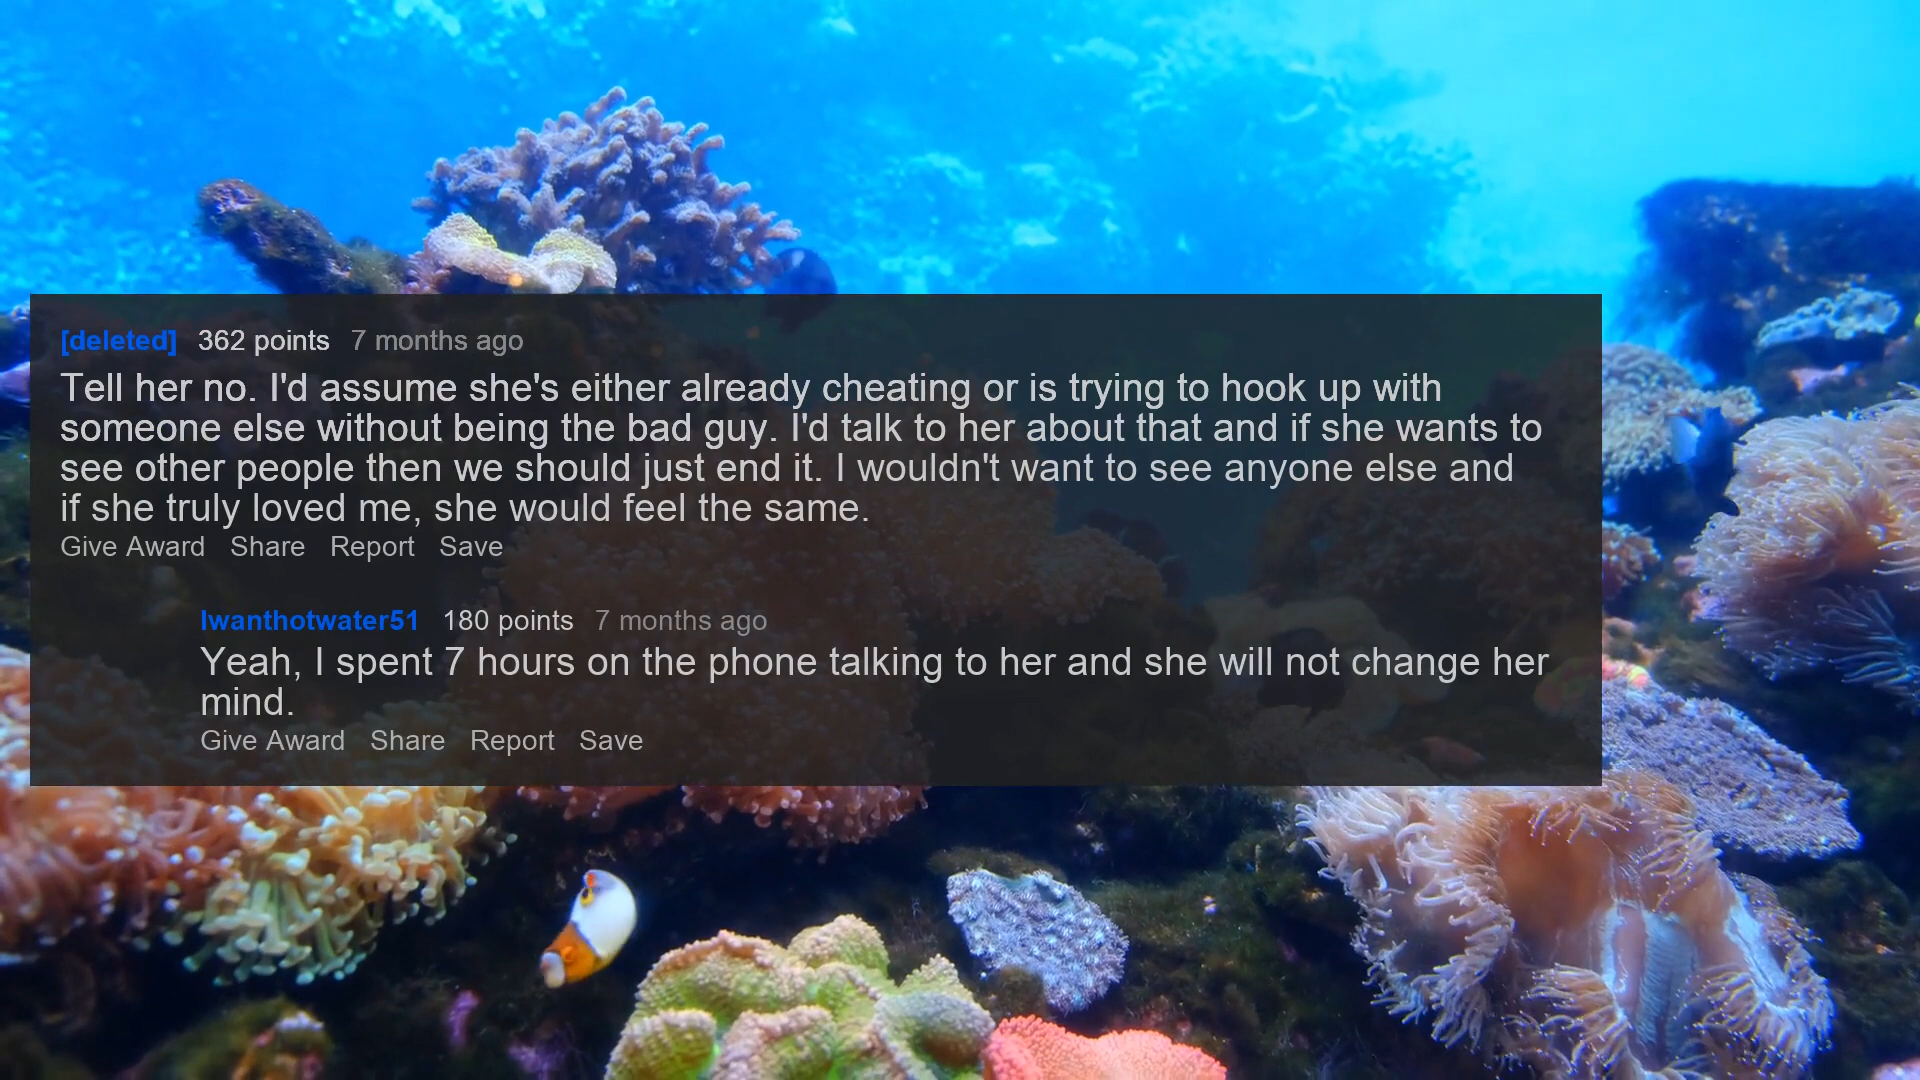 [deleted] 362 points 7 months ago
Tell her no. I'd assume she's either already cheating or is trying to hook up with
someone else without being the bad guy. I'd talk to her about that and if she wants to
see other people then we should just end it. I wouldn't want to see anyone else and
if she truly loved me, she would feel the same.
Give Award Share Report Save
Iwanthotwater51 180 points 7 months ago
Yeah, I spent 7 hours on the phone talking to her and she will not change her
mind.
Give Award Share Report Save